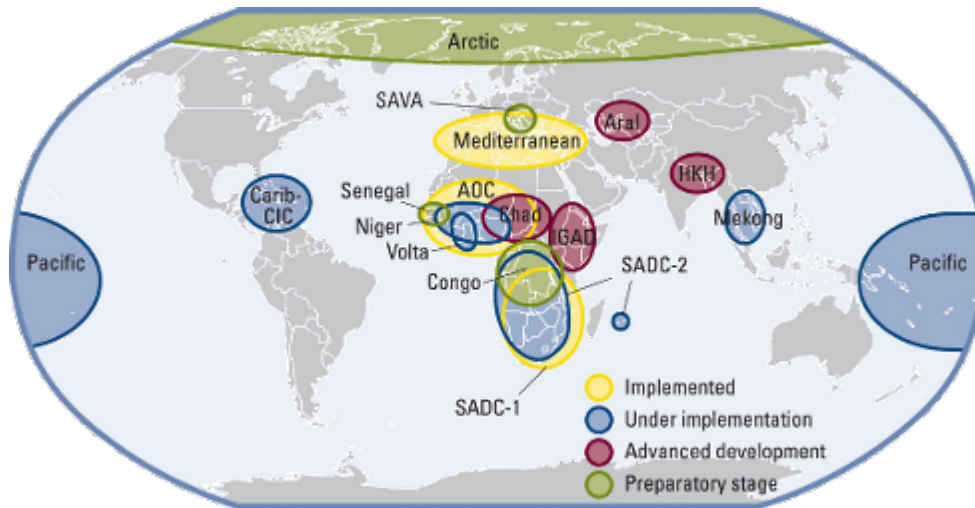 Arctic
SAVA
Mediterranean
Aral
HKH
Carib-
CIC
Senegal
AOC
Chad
Niger
IGAD
Mekong
Volta
Pacific
Congo
SADC-2
Pacific
SADC-1
Implemented
Under implementation
Advanced development
Preparatory stage